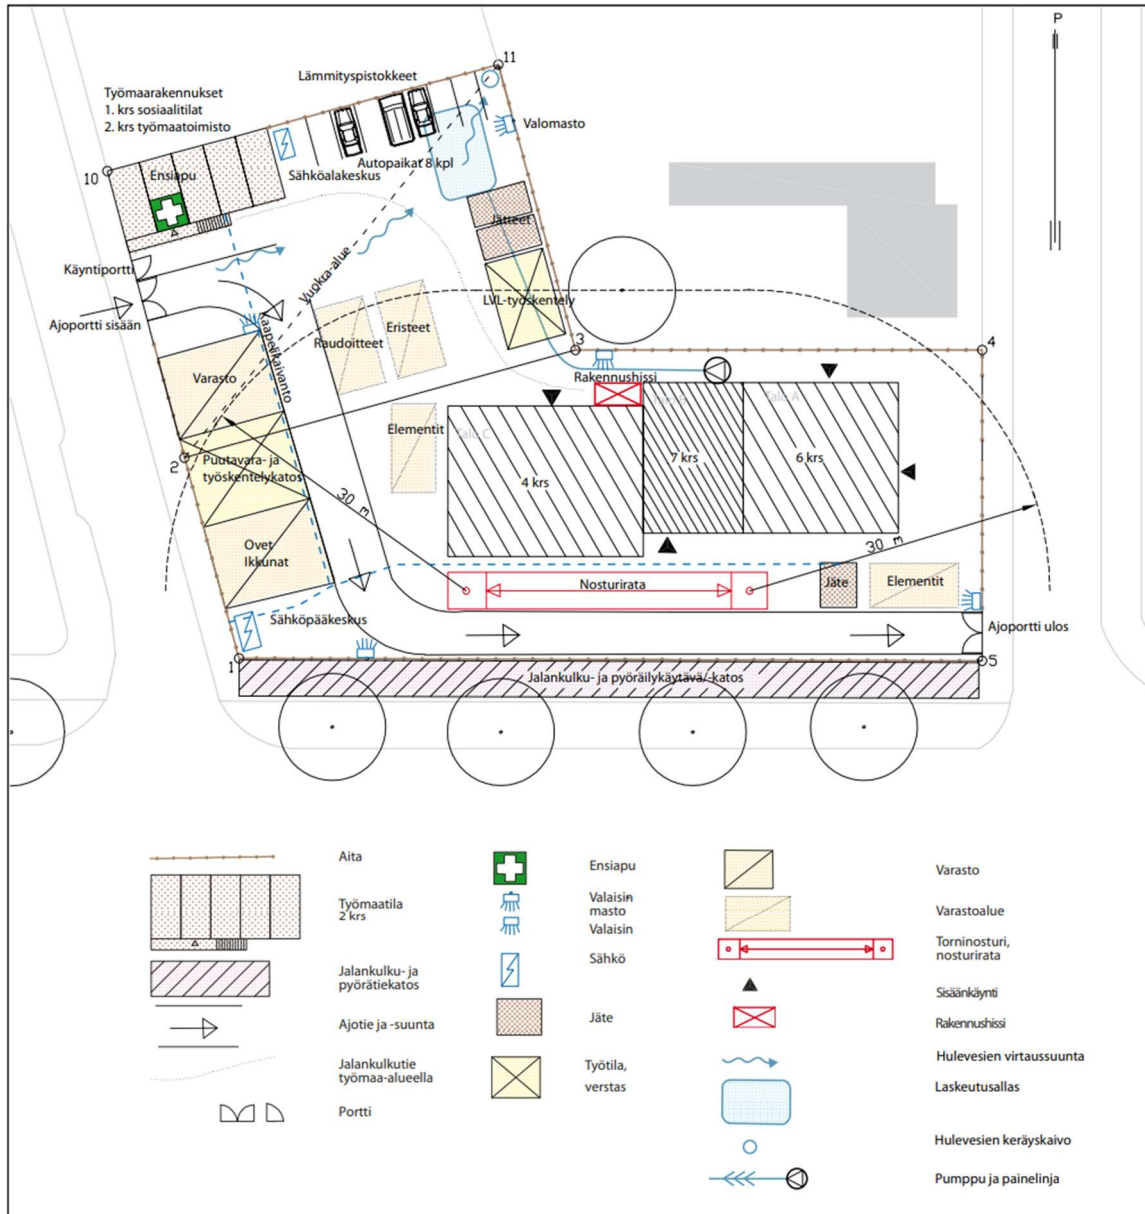 P
11
Lämmityspistokkeet
Työmaarakennukset
1. krs sosiaalitilat
2. krs työmaatoimisto
Valomasto
10
Ensiapu
Sähköalakeskus
Autopaikat 8 kpl
Jätteet
Käyntiportti
Vuokra-alue
Ajoportti sisään
Kaapelikaivanto
LVL-työskentely
Raudoitteet
Eristeet
3
4
Rakennushissi
Varasto
Talo B
Talo A
Elementit
Talo C
2
Puutavara- ja
työskentelykatos
7 krs
6 krs
4 krs
30 m
30 m
Ovet
Ikkunat
Nosturirata
Jäte
Elementit
Sähköpääkeskus
Ajoportti ulos
1
5
Jalankulku- ja pyöräilykäytävä/-katos
Aita
Työmaatila
2 krs
Jalankulku- ja
pyörätiekatos
Ajotie ja -suunta
Jalankulkutie
työmaa-alueella
Portti
Ensiapu
Valaisin
masto
Valaisin
Sähkö
Jäte
Työtila,
verstas
Varasto
Varastoalue
Torninosturi,
nosturirata
Sisäänkäynti
Rakennushissi
Hulevesien virtaussuunta
Laskeutusallas
Hulevesien keräyskaivo
Pumppu ja painelinja